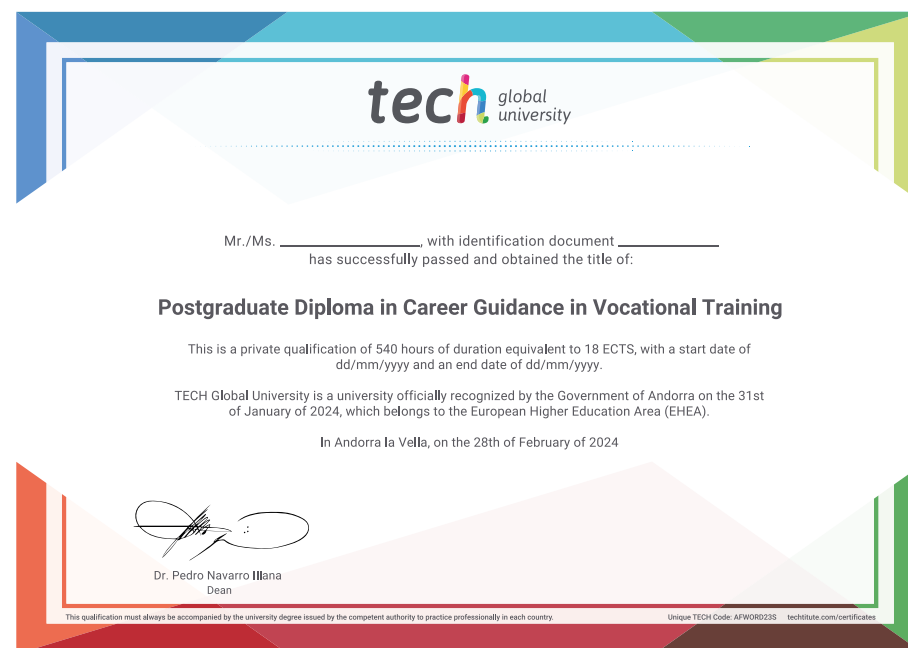 tech global
university
Mr./Ms. ____________________, with identification document ______________
has successfully passed and obtained the title of:
Postgraduate Diploma in Career Guidance in Vocational Training
This is a private qualification of 540 hours of duration equivalent to 18 ECTS, with a start date of
dd/mm/yyyy and an end date of dd/mm/yyyy.
TECH Global University is a university officially recognized by the Government of Andorra on the 31st
of January of 2024, which belongs to the European Higher Education Area (EHEA).
In Andorra la Vella, on the 28th of February of 2024
Dr. Pedro Navarro Illana
Dean
This qualification must always be accompanied by the university degree issued by the competent authority to practice professionally in each country. Unique TECH Code: AFWORD23S techtitute.com/certificates